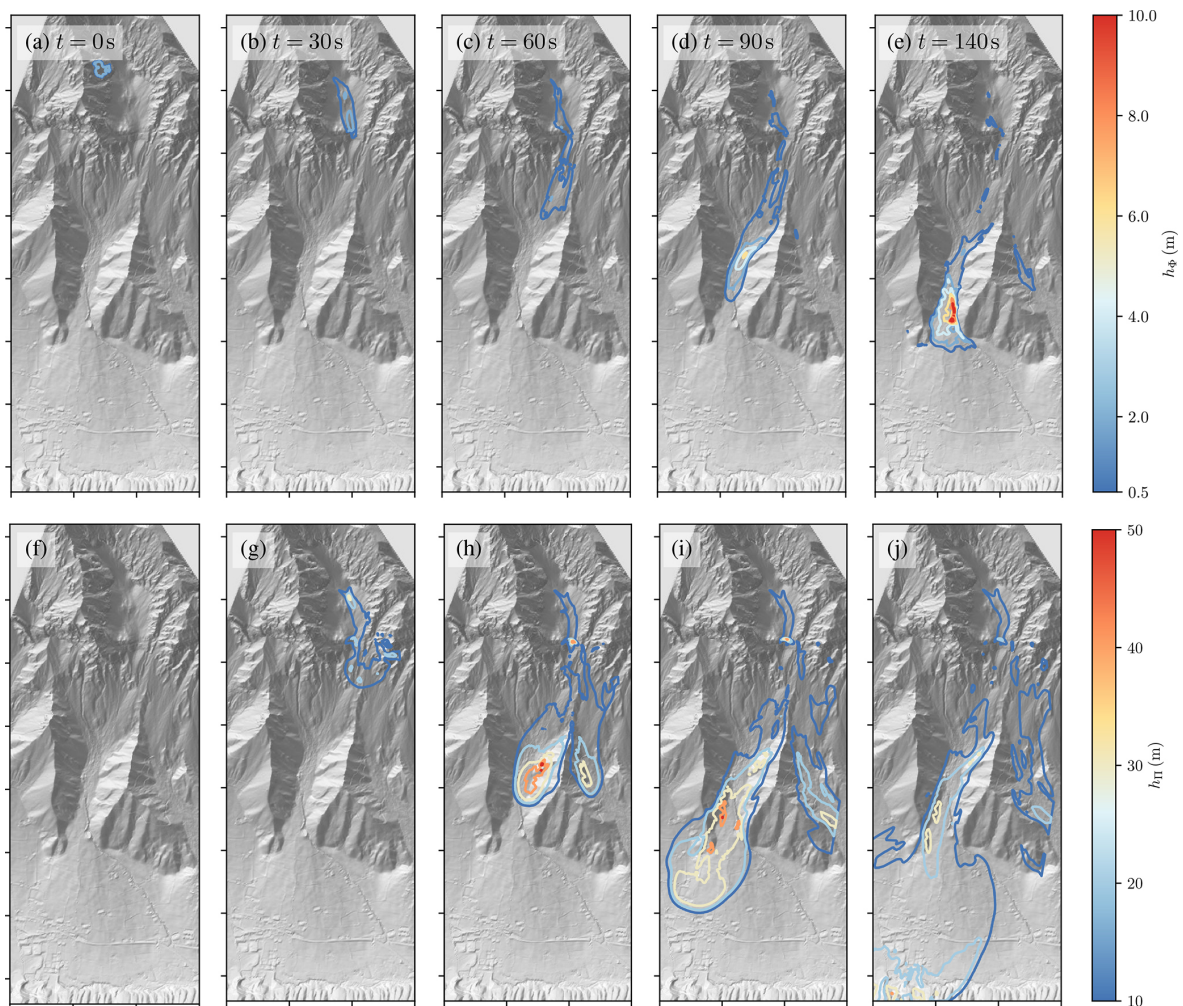 (a) t = 0 s
(b) t = 30 s
(c) t = 60 s
(d) t = 90 s
(e) t = 140 s
10.0
8.0
6.0
4.0
2.0
0.5
h_Φ (m)
(f)
(g)
(h)
(i)
(j)
50
40
30
20
10
h_Π (m)